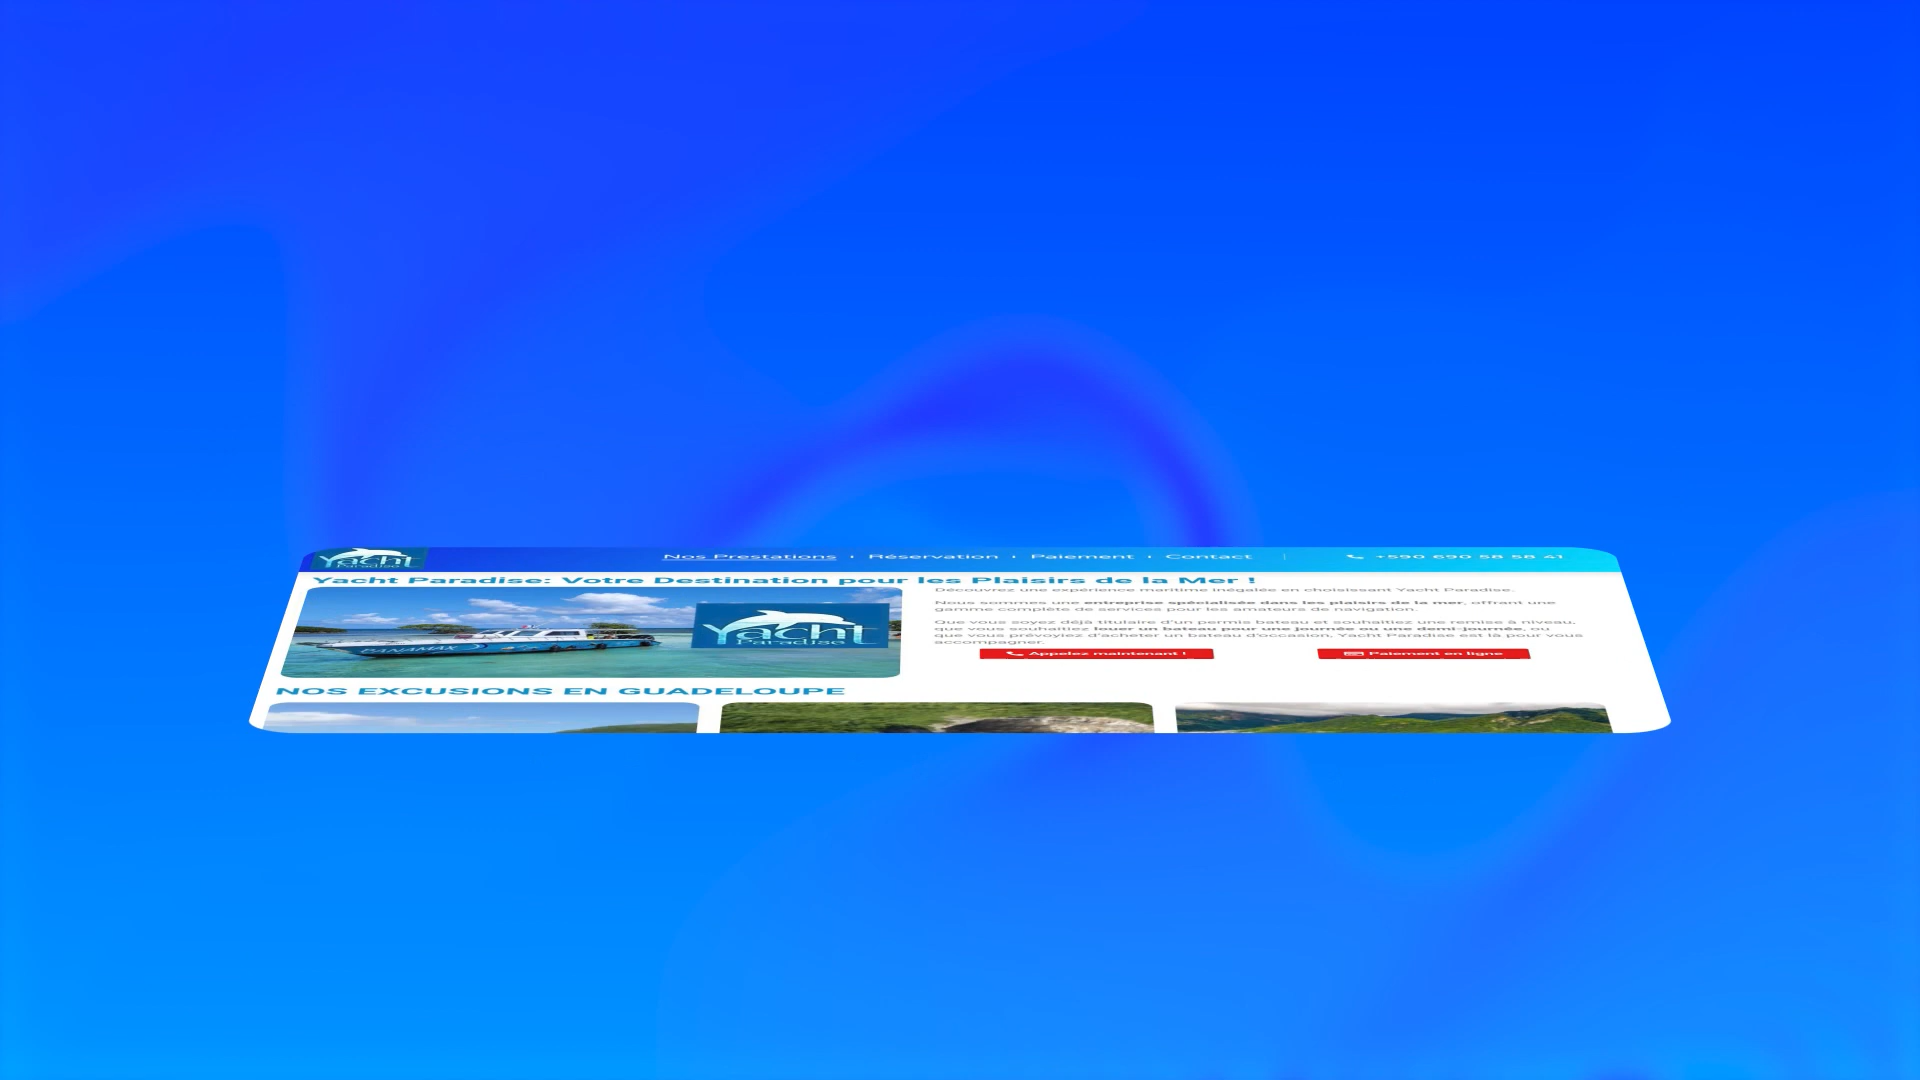 Yacht
Paradise
Nos Prestations
Réservation
Paiement
Contact
+590 690 58 58 41
Yacht Paradise: Votre Destination pour les Plaisirs de la Mer !
PANAMAX
Yacht
Paradise
Découvrez une expérience maritime inégalée en choisissant Yacht Paradise.
Nous sommes une entreprise spécialisée dans les plaisirs de la mer, offrant une
gamme complète de services pour les amateurs de navigation.
Que vous soyez déjà titulaire d'un permis bateau et souhaitiez une remise à niveau,
que vous souhaitiez louer un bateau pour une journée ou une demi-journée, ou
que vous prévoyiez d'acheter un bateau d'occasion, Yacht Paradise est là pour vous
accompagner.
Appelez maintenant !
Paiement en ligne
NOS EXCUSIONS EN GUADELOUPE